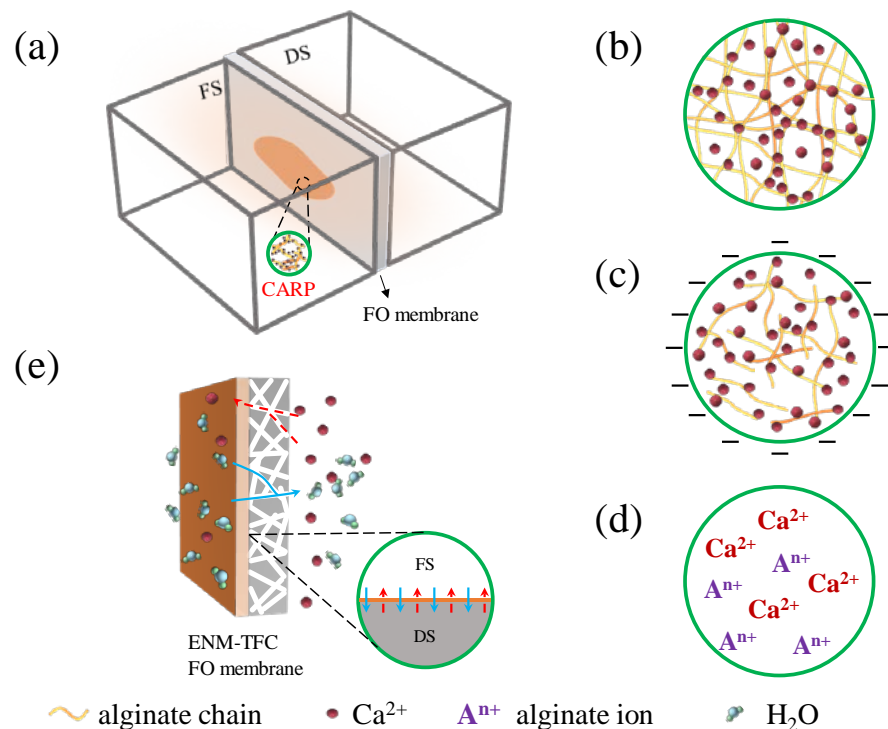 (a)
DS
FS
CARP
FO membrane
(b)
(c)
(d)
Ca²⁺
Ca²⁺
Aⁿ⁺
Aⁿ⁺
Ca²⁺
Ca²⁺
Aⁿ⁺
Aⁿ⁺
(e)
FS
DS
ENM-TFC
FO membrane
alginate chain
Ca²⁺
Aⁿ⁺ alginate ion
H₂O